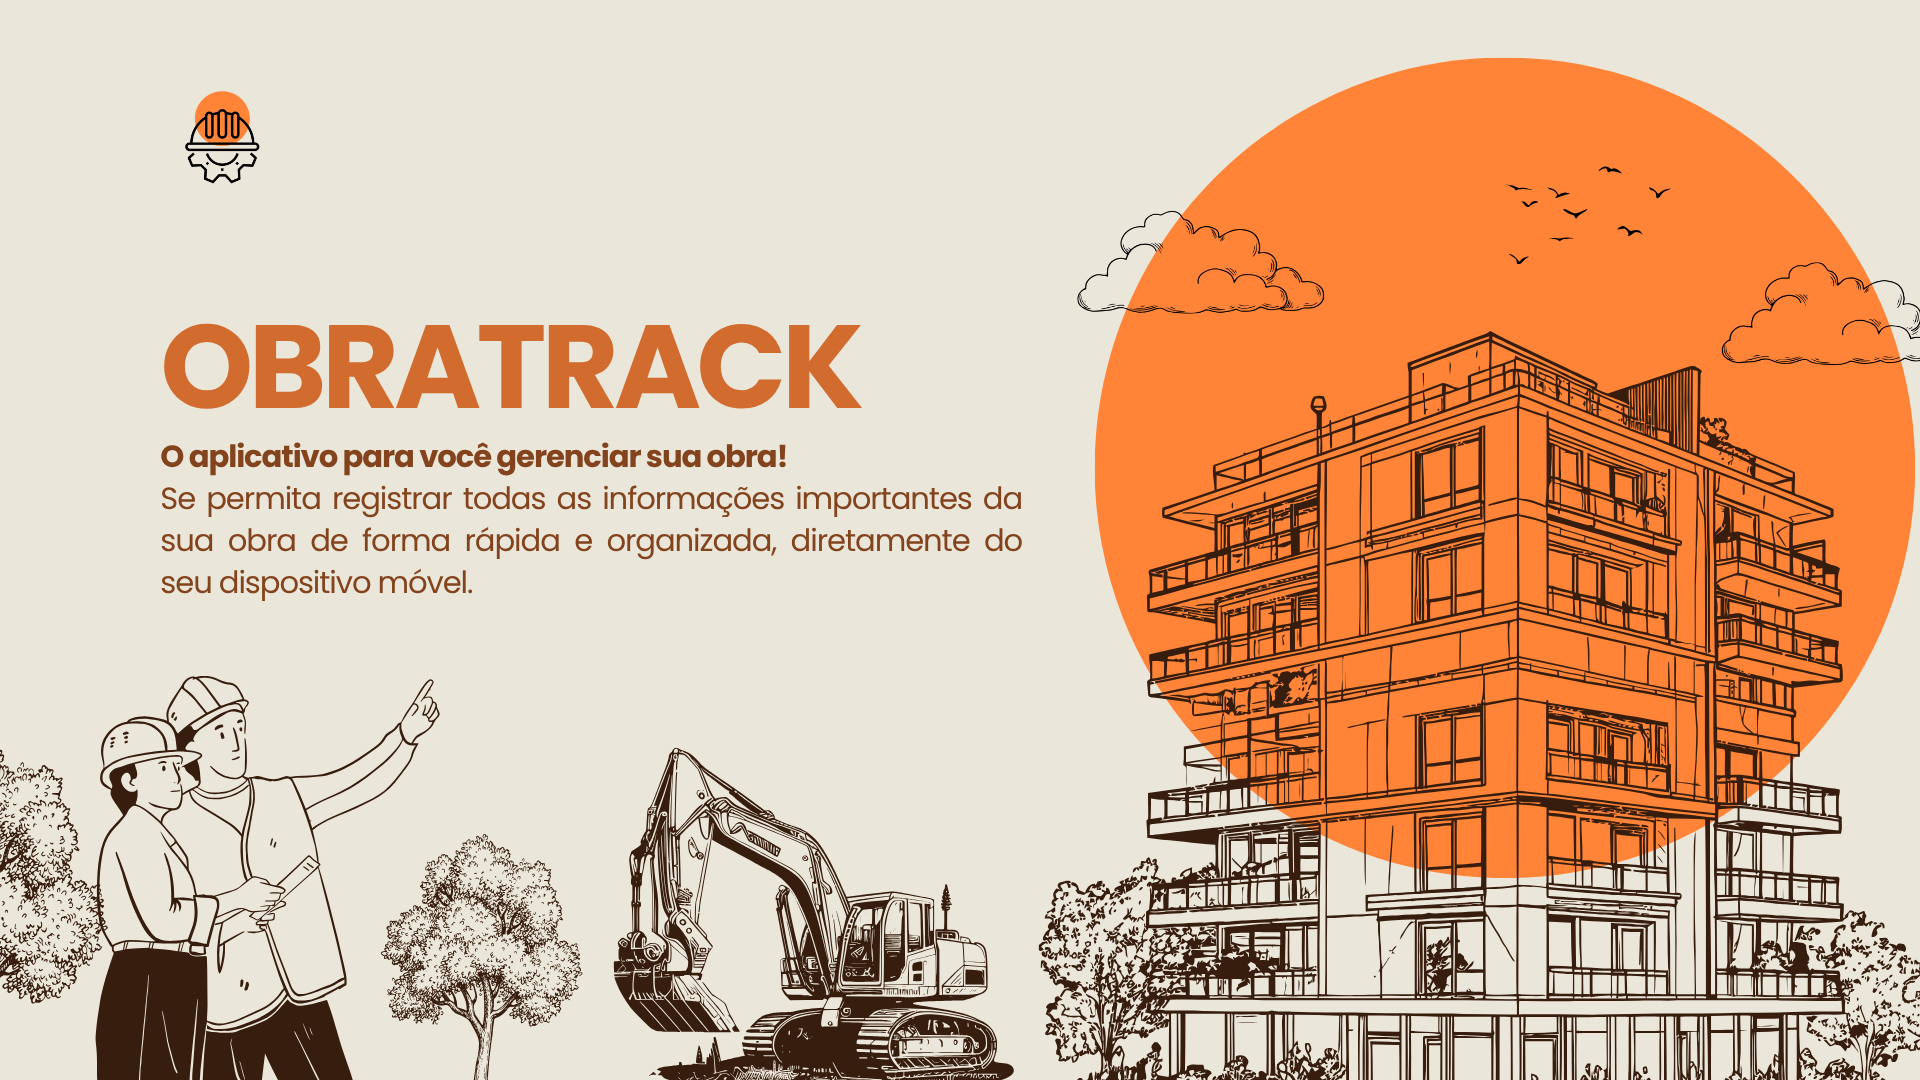 OBRATRACK
O aplicativo para você gerenciar sua obra!
Se permita registrar todas as informações importantes da
sua obra de forma rápida e organizada, diretamente do
seu dispositivo móvel.